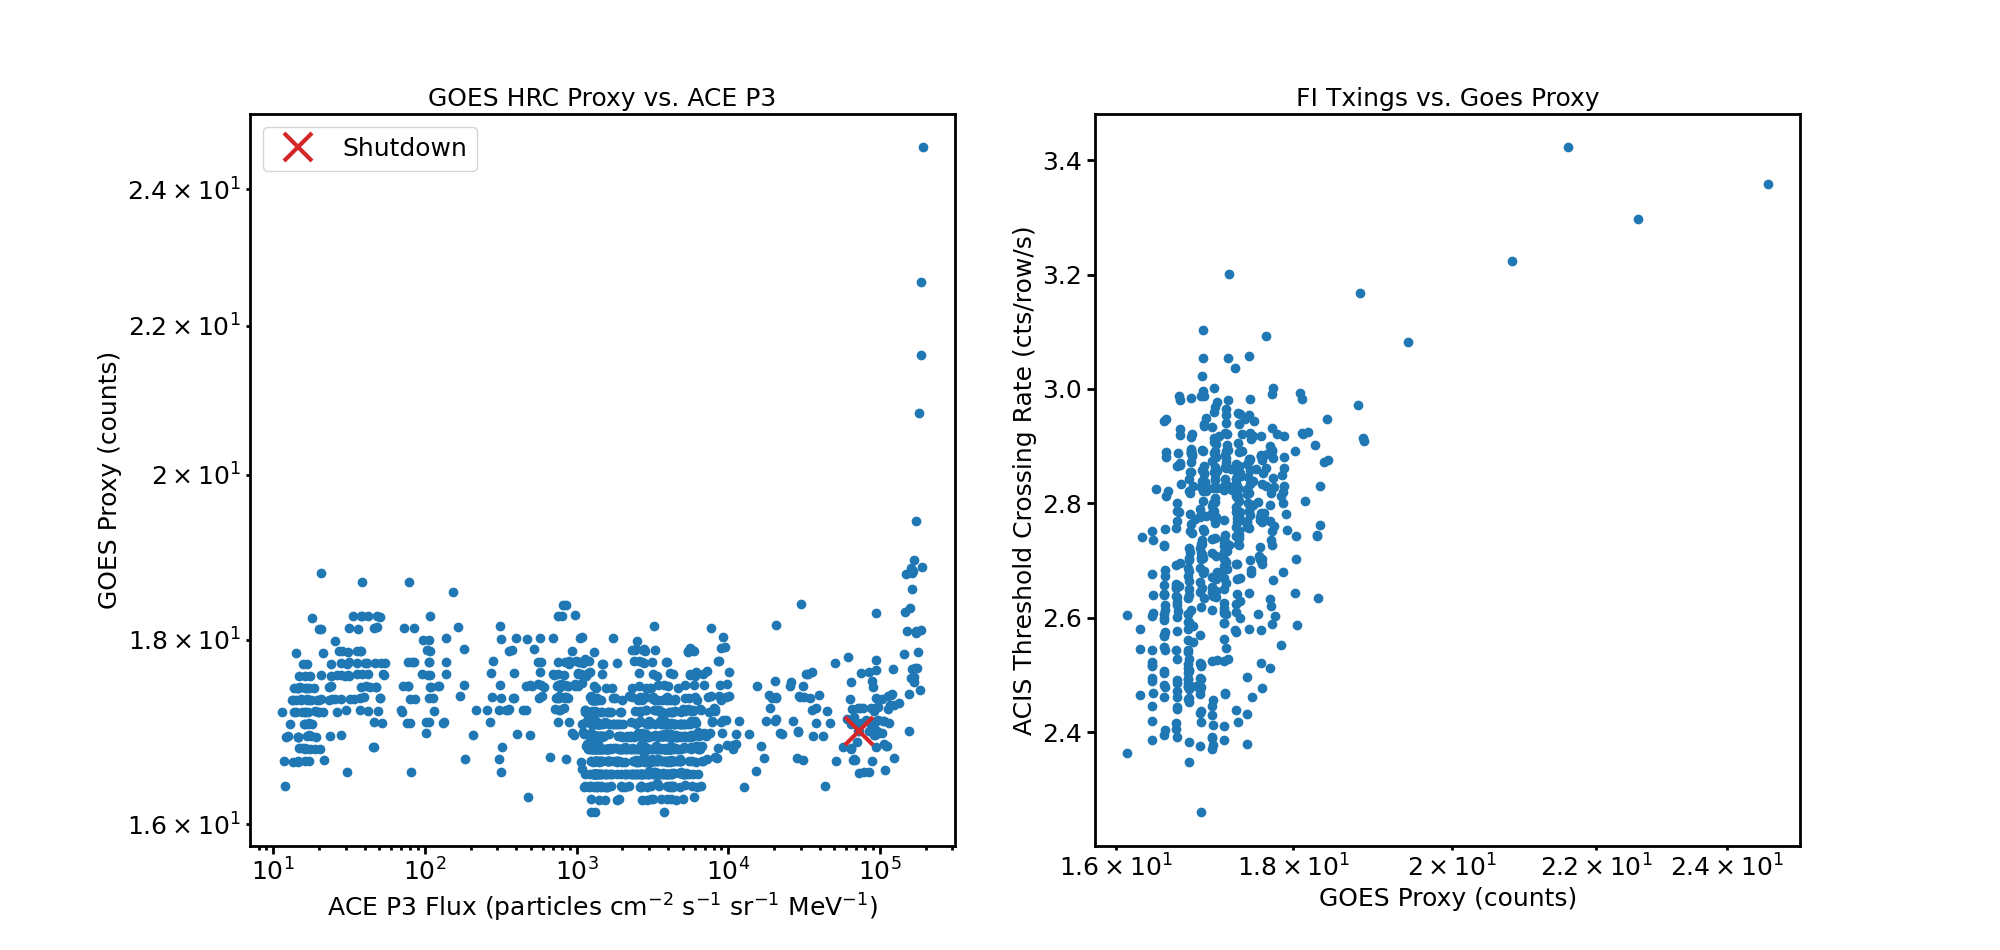 GOES HRC Proxy vs. ACE P3
Shutdown
2.4 × 10¹
2.2 × 10¹
2 × 10¹
1.8 × 10¹
1.6 × 10¹
GOES Proxy (counts)
10¹ 10² 10³ 10⁴ 10⁵
ACE P3 Flux (particles cm⁻² s⁻¹ sr⁻¹ MeV⁻¹)
FI Txings vs. Goes Proxy
3.4
3.2
3.0
2.8
2.6
2.4
ACIS Threshold Crossing Rate (cts/row/s)
1.6 × 10¹ 1.8 × 10¹ 2 × 10¹ 2.2 × 10¹ 2.4 × 10¹
GOES Proxy (counts)